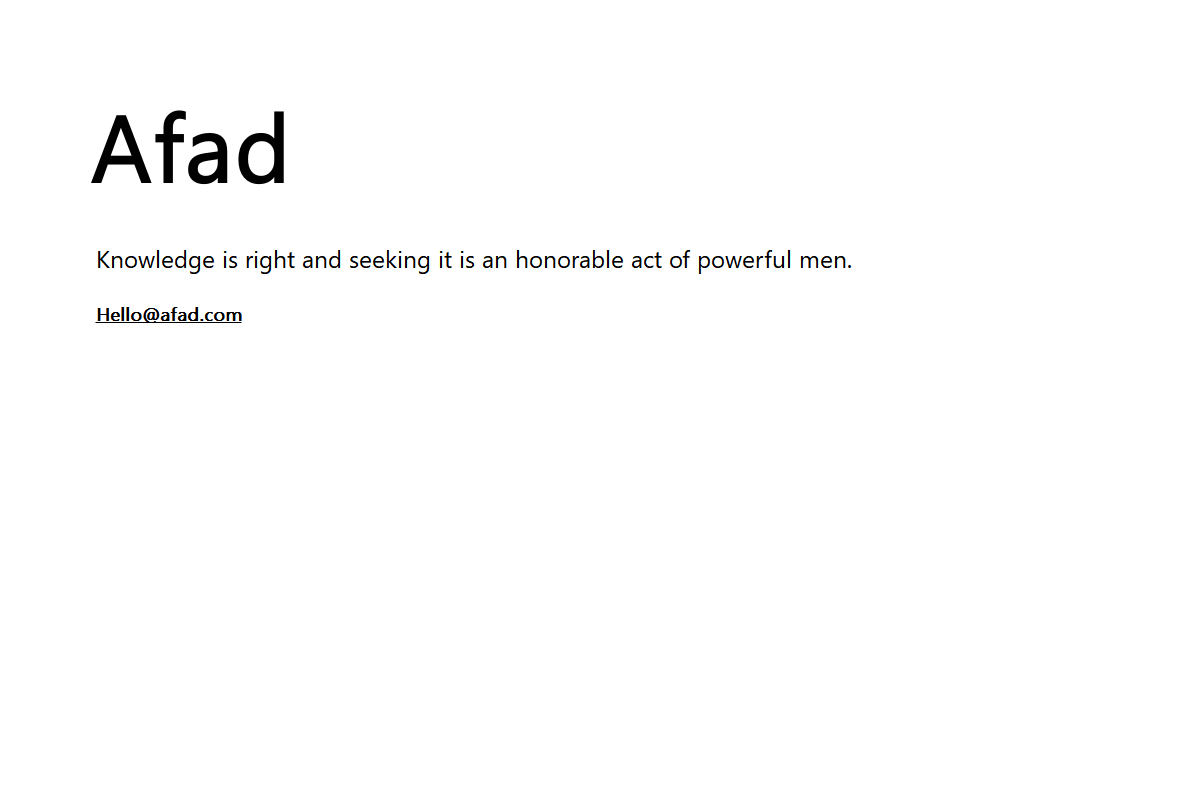 Afad
Knowledge is right and seeking it is an honorable act of powerful men.
Hello@afad.com